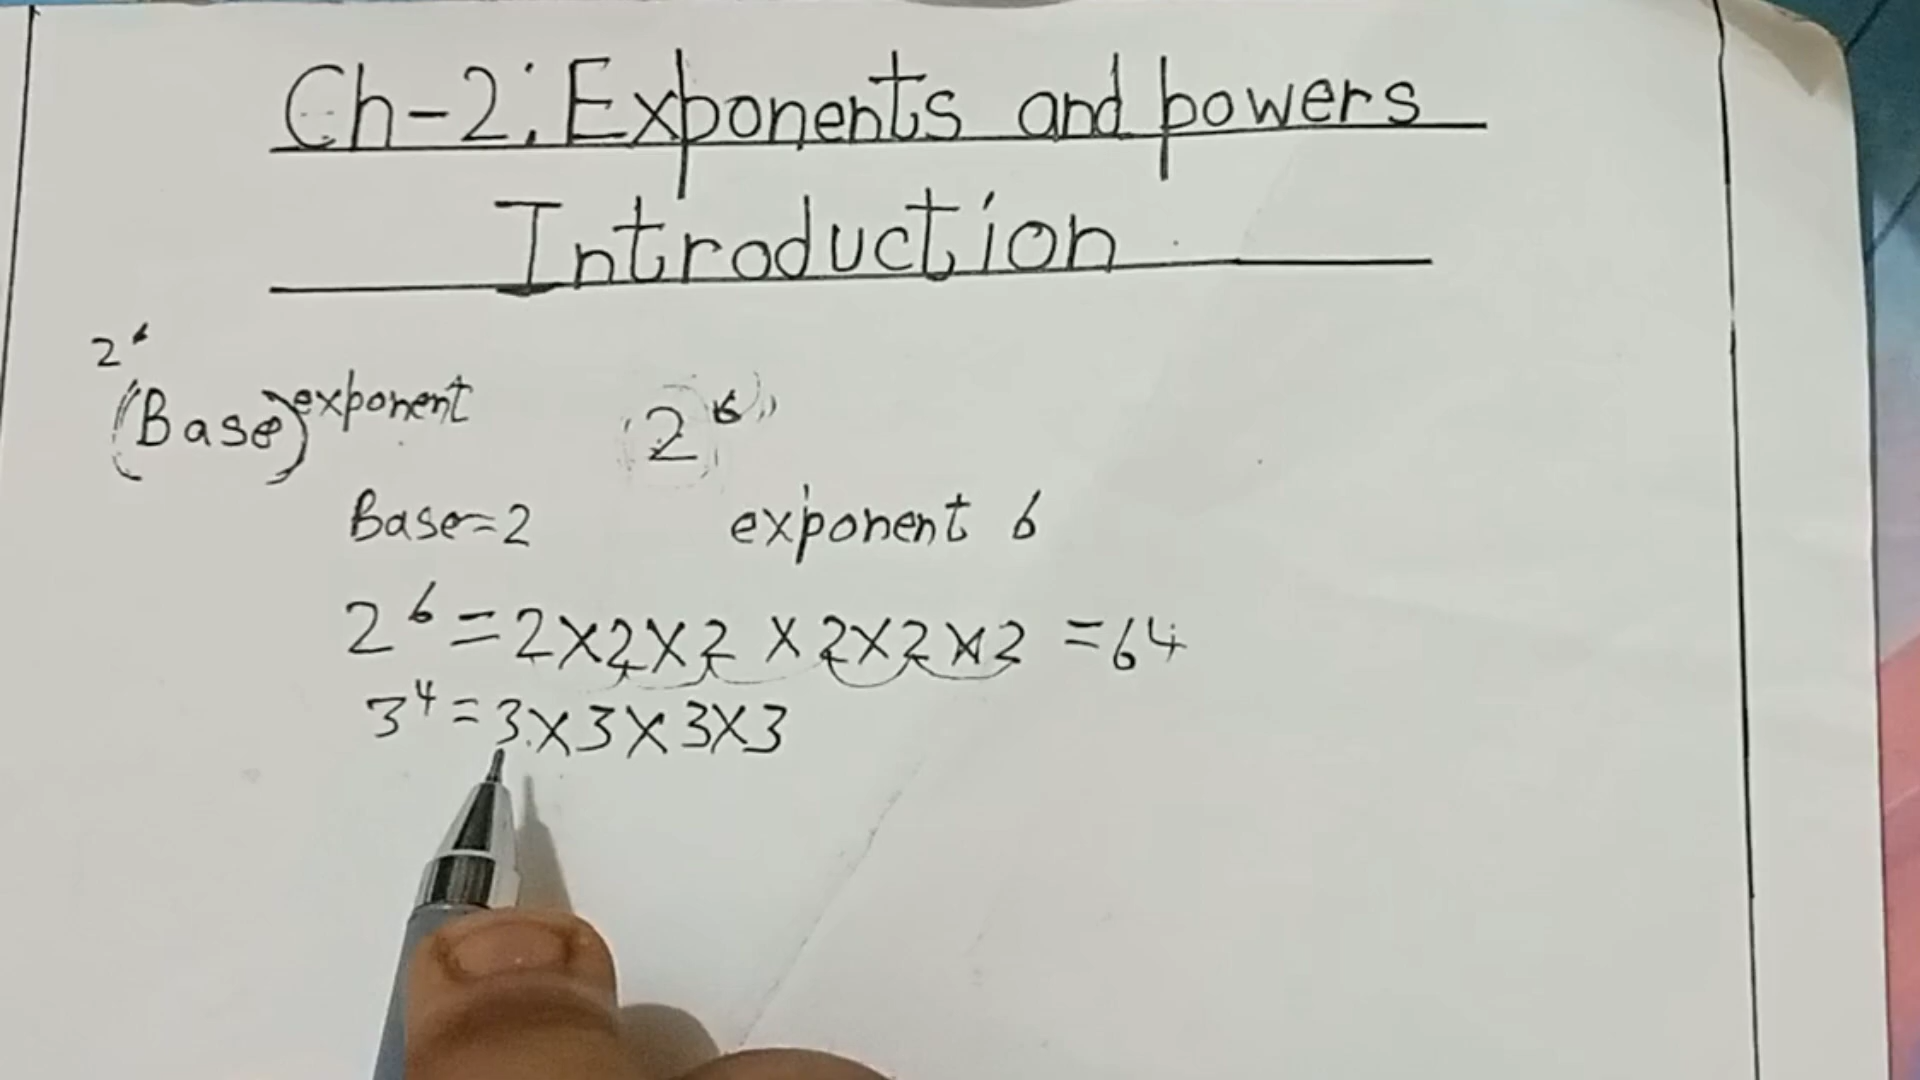 Ch-2: Exponents and powers
Introduction
2⁶
(Base)exponent 2⁶
Base=2 exponent 6
2⁶ = 2×2×2 ×2×2×2 =64
3⁴=3×3×3×3